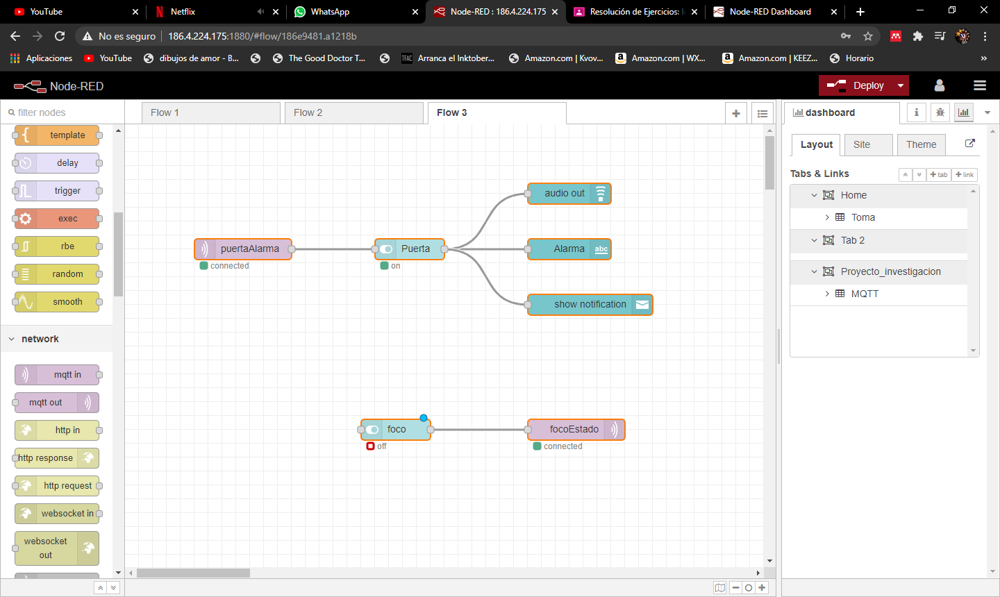 YouTube
Netflix
WhatsApp
Node-RED : 186.4.224.175
Resolución de Ejercicios:
Node-RED Dashboard
No es seguro 186.4.224.175:1880/#flow/186e9481.a1218b
Aplicaciones
YouTube
dibujos de amor - B...
The Good Doctor T...
TFAC
Arranca el Inktober...
Amazon.com | Kvov...
Amazon.com | WX...
Amazon.com | KEEZ...
Horario
»
Node-RED
Deploy
filter nodes
Flow 1
Flow 2
Flow 3
dashboard
template
delay
trigger
exec
rbe
random
smooth
network
mqtt in
mqtt out
http in
http response
http request
websocket in
websocket
out
puertaAlarma
connected
Puerta
on
audio out
Alarma
abc
show notification
foco
off
focoEstado
connected
Layout
Site
Theme
Tabs & Links
+ tab
+ link
Home
Toma
Tab 2
Proyecto_investigacion
MQTT